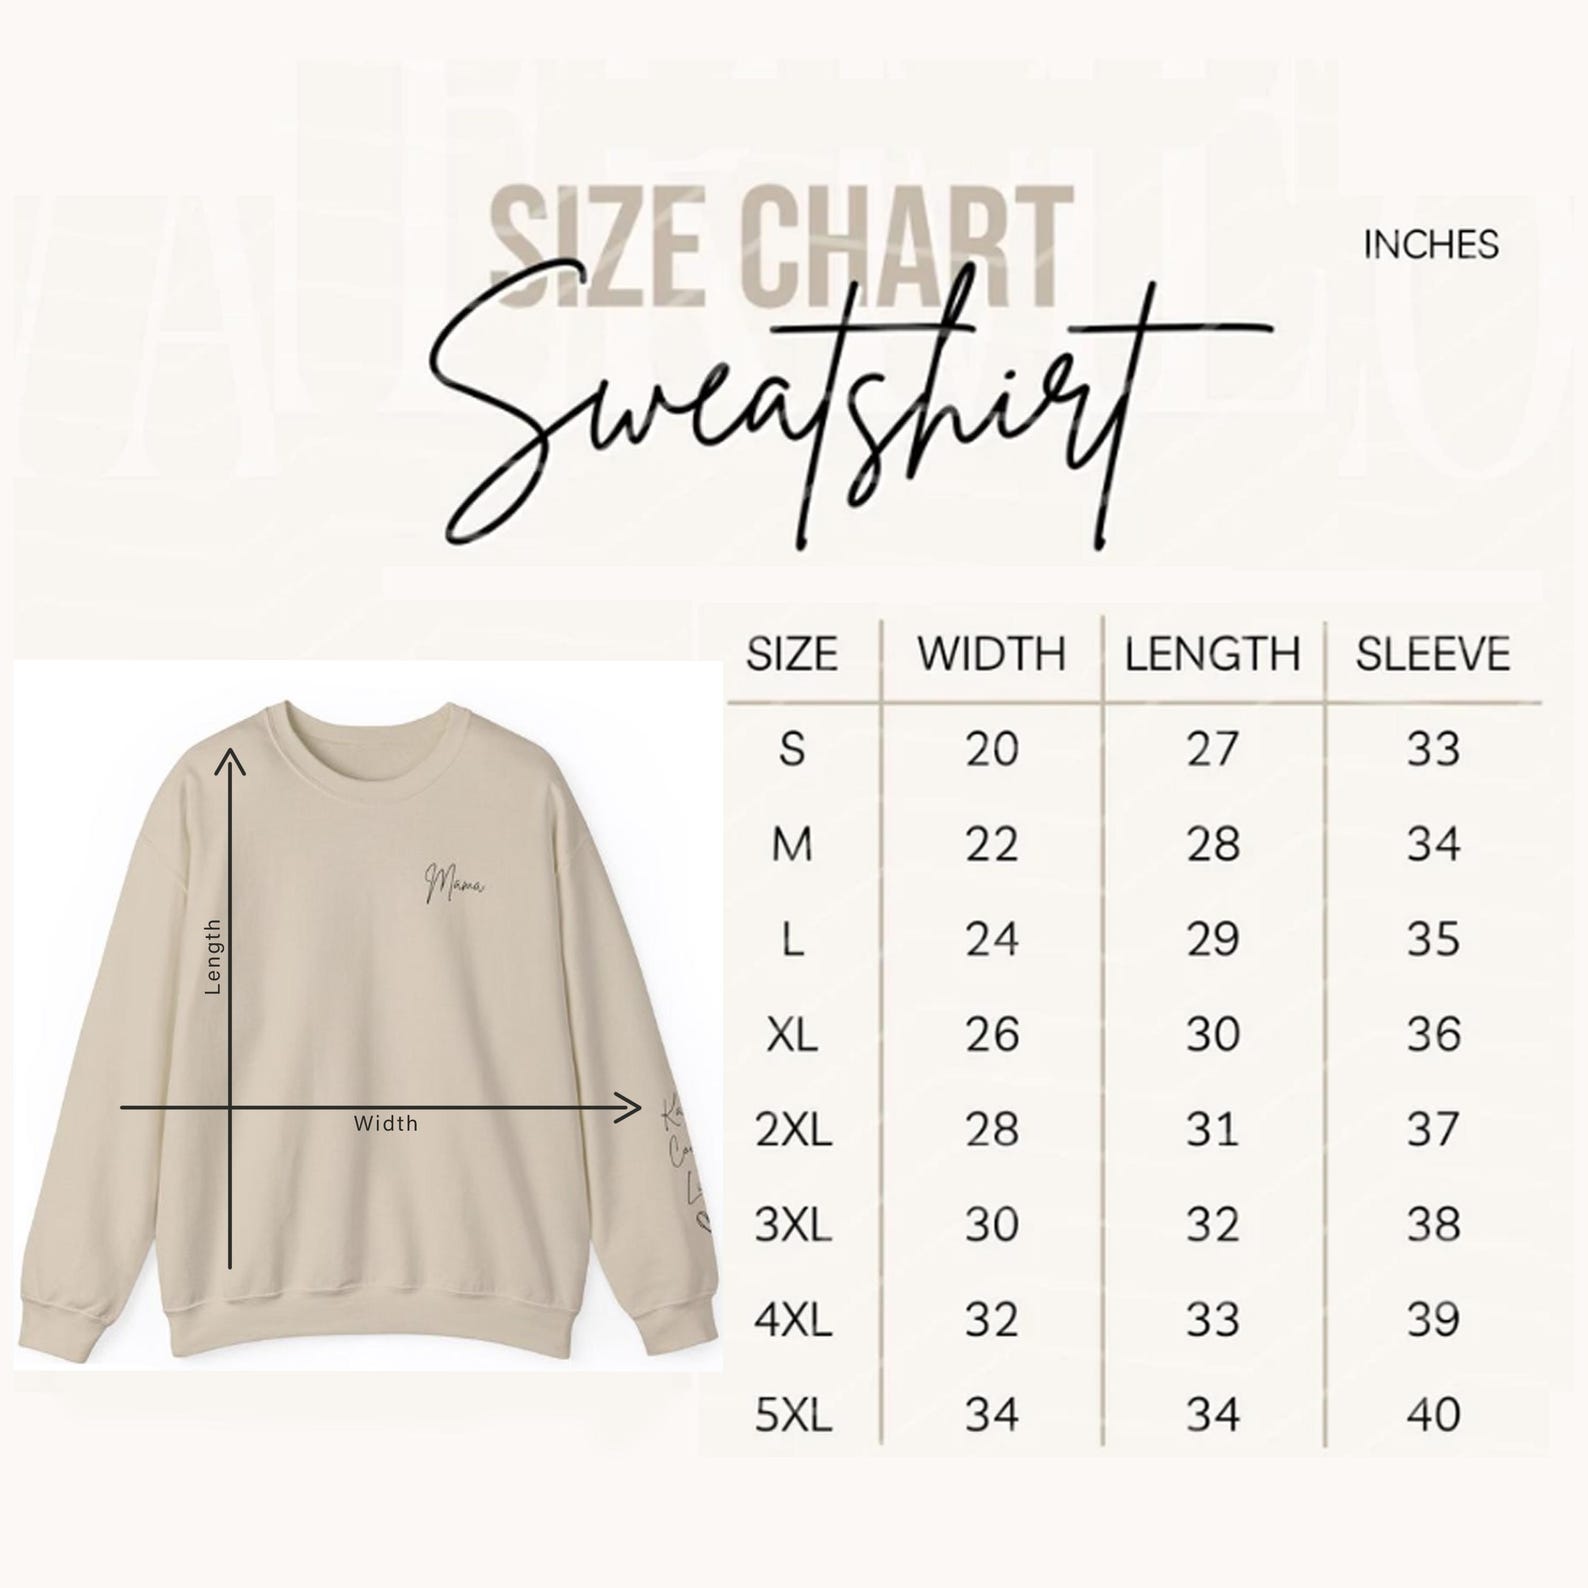 SIZE CHART
INCHES
Sweatshirt
SIZE WIDTH LENGTH SLEEVE
S 20 27 33
M 22 28 34
L 24 29 35
XL 26 30 36
2XL 28 31 37
3XL 30 32 38
4XL 32 33 39
5XL 34 34 40
Mama
Length
Width